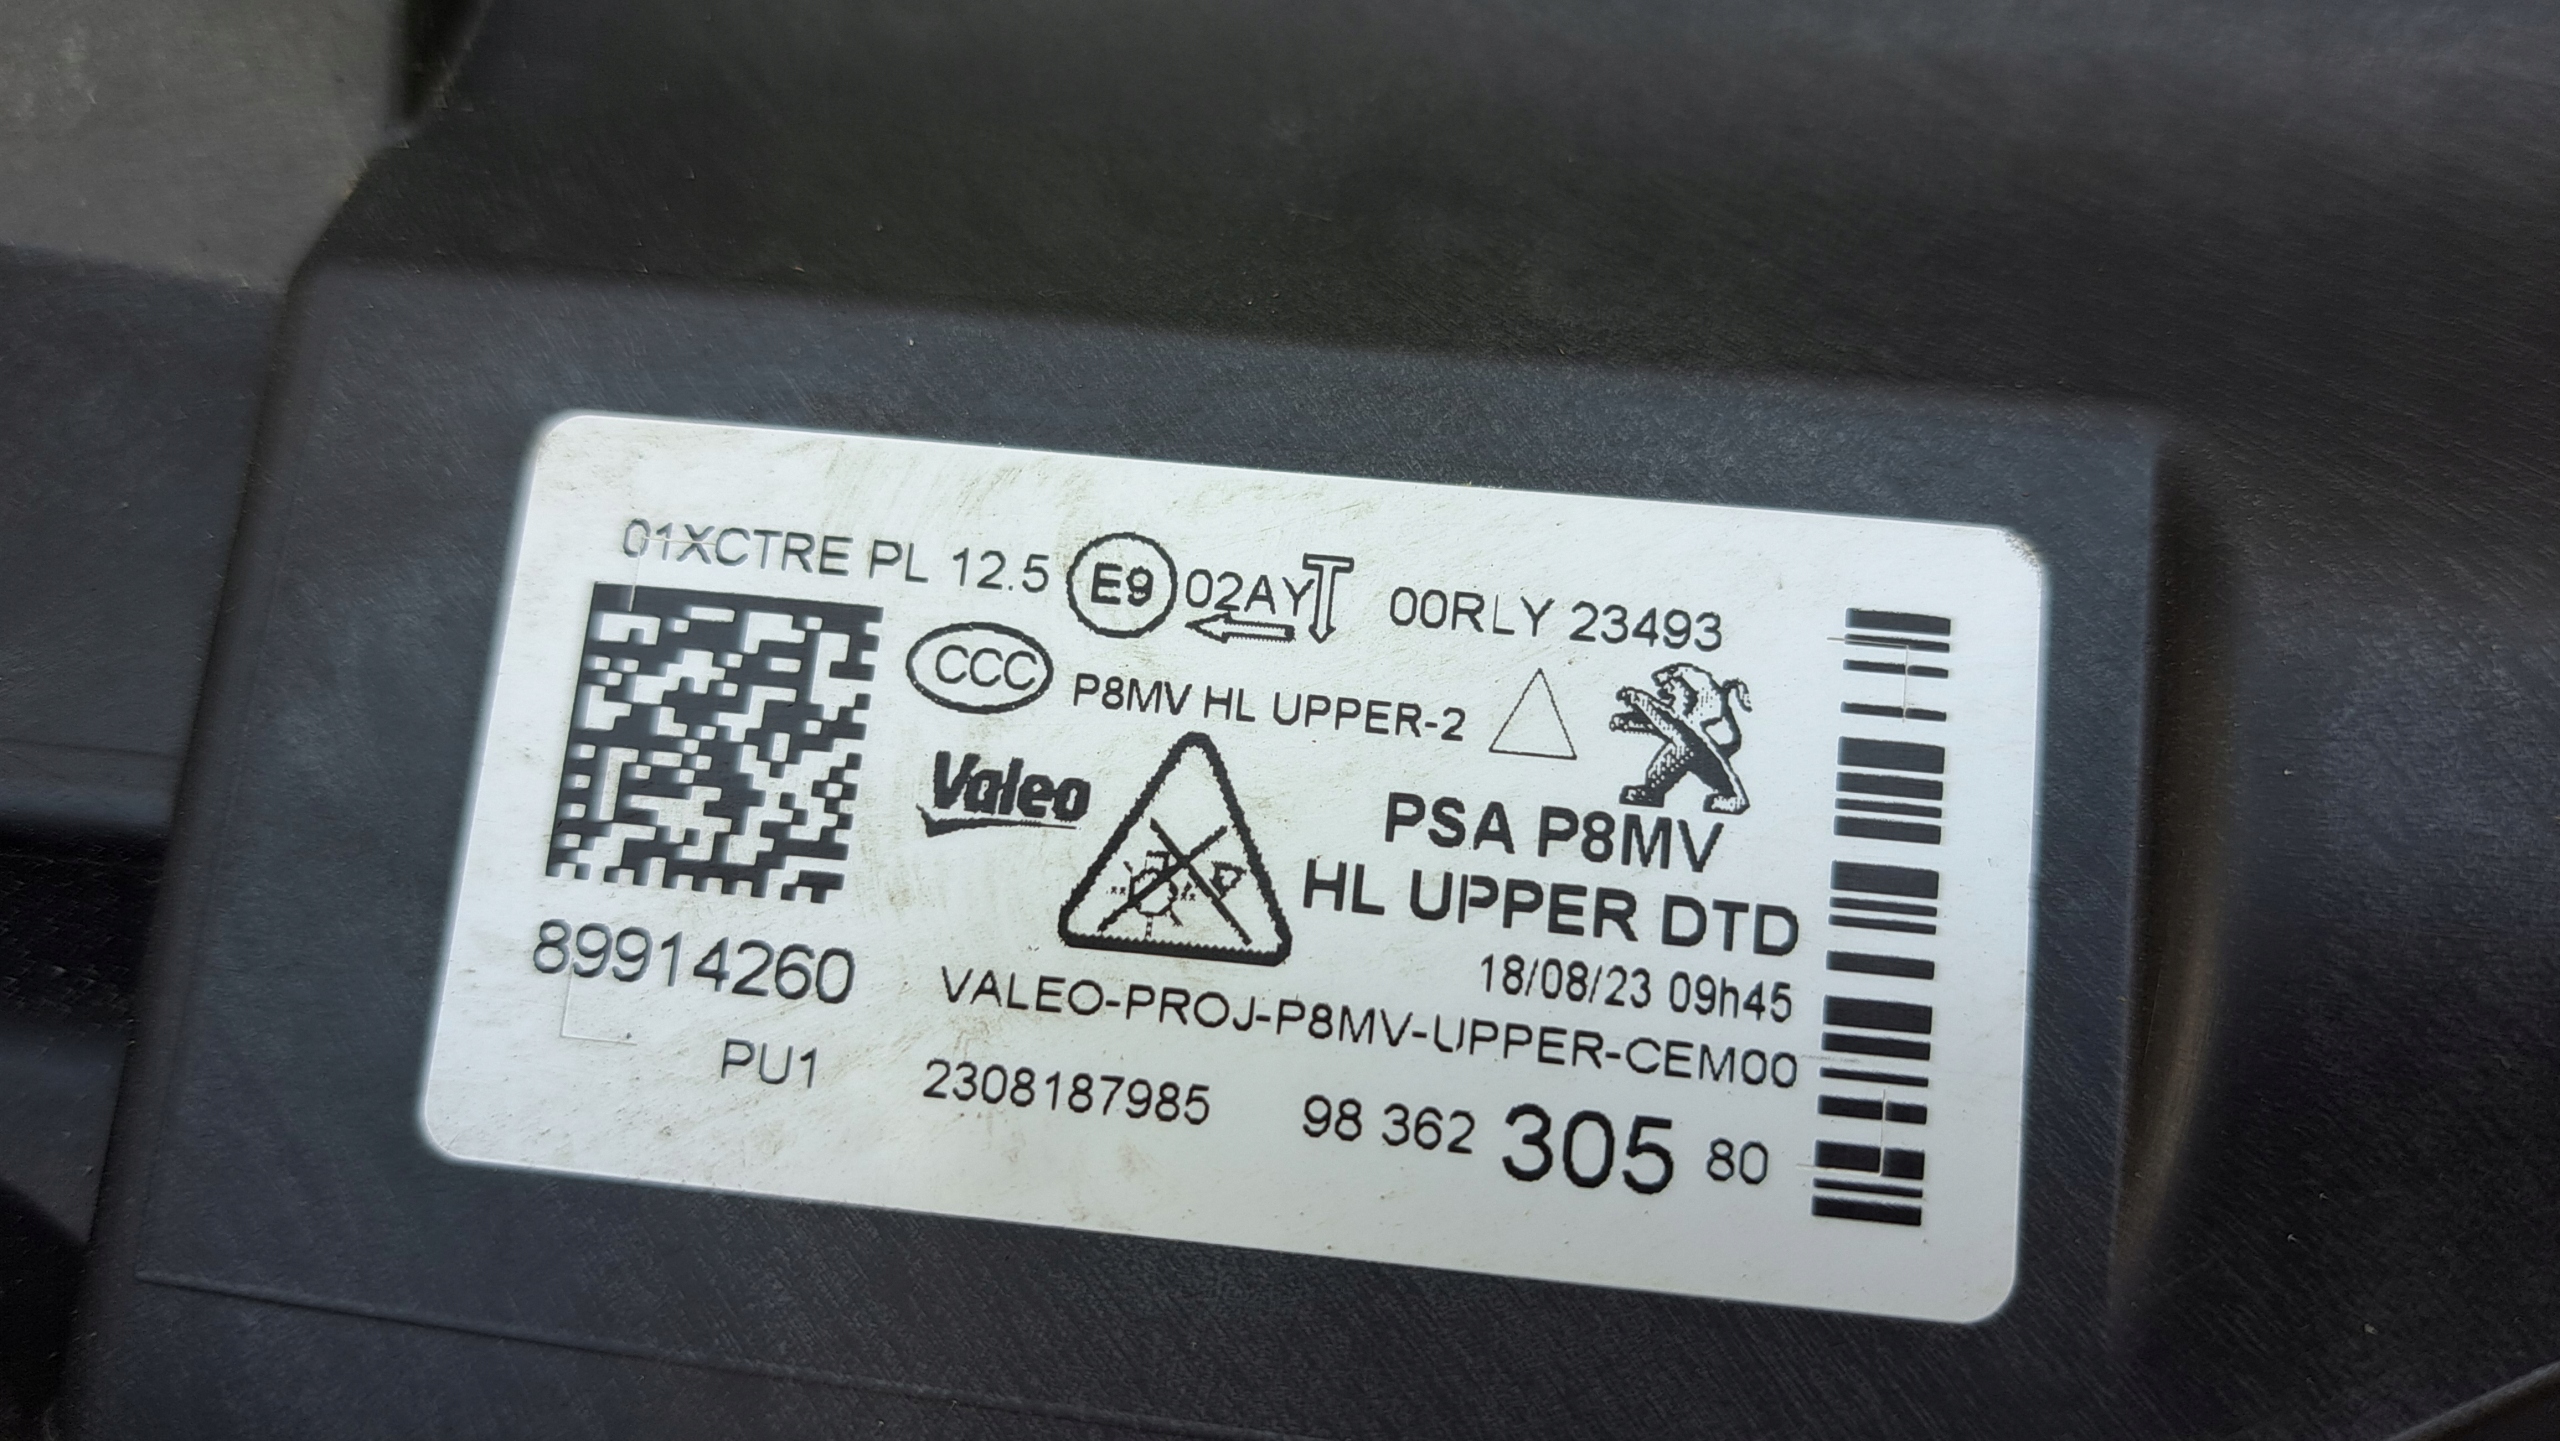 01XCTRE PL 12.5 E9 02AYT 00RLY 23493
CCC P8MV HL UPPER-2
Valeo
PSA P8MV
HL UPPER DTD
89914260
18/08/23 09h45
VALEO-PROJ-P8MV-UPPER-CEM00
PU1 2308187985 98 362 305 80